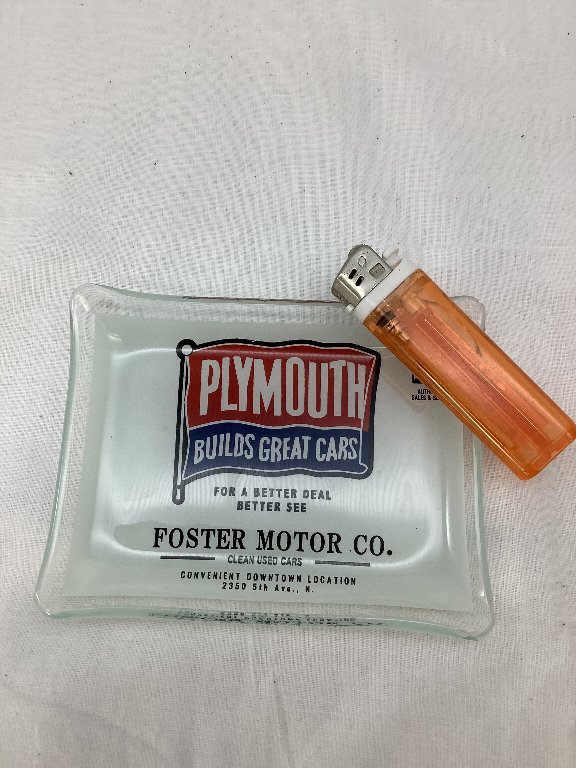 PLYMOUTH
BUILDS GREAT CARS
FOR A BETTER DEAL
BETTER SEE
FOSTER MOTOR CO.
CLEAN USED CARS
CONVENIENT DOWNTOWN LOCATION
2350 5th Ave., N.
SALES &